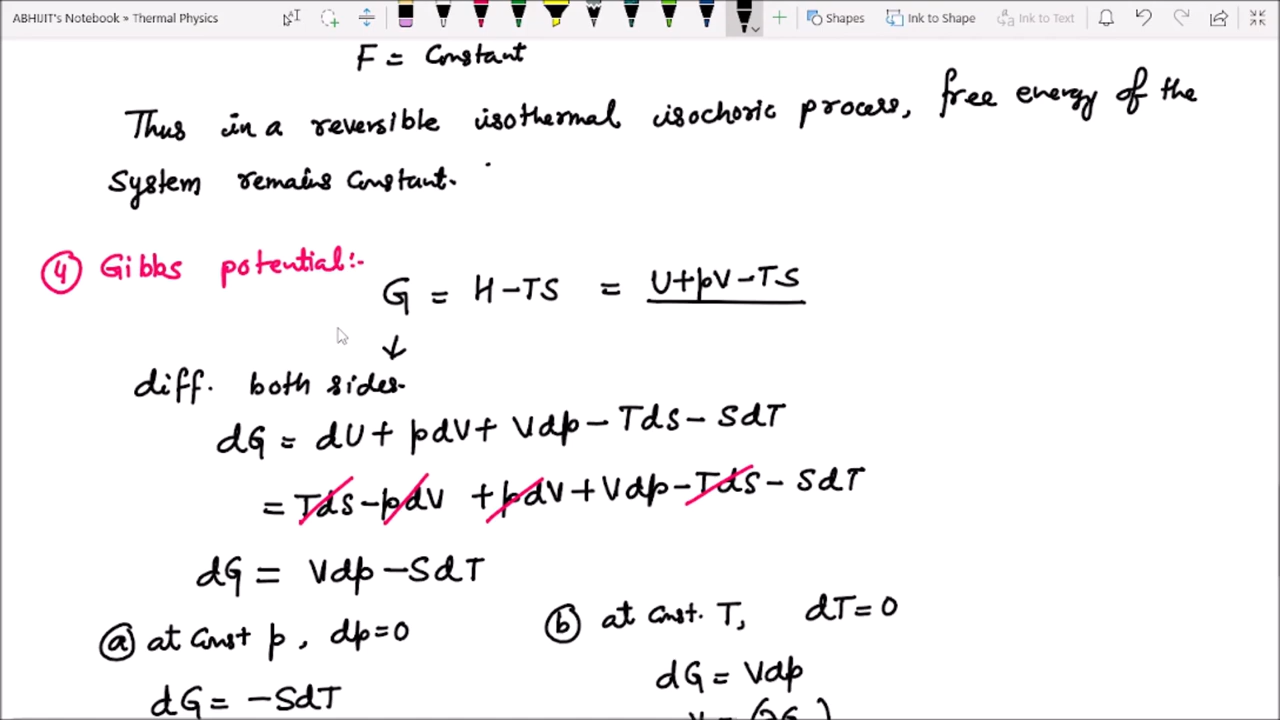 ABHIJIT's Notebook » Thermal Physics
Shapes Ink to Shape Ink to Text
F = Constant
Thus in a reversible isothermal isochoric process, free energy of the
System remains Constant.
④ Gibbs potential:-
G = H-TS = U+pV-TS
↓
diff. both sides.
dG = dU + pdV + Vdp - Tds - SdT
= Tds - pdV + pdV + Vdp - Tds - SdT
dG = Vdp - SdT
ⓐ at Const p, dp=0
ⓑ at Const. T, dT=0
dG = -SdT
dG = Vdp